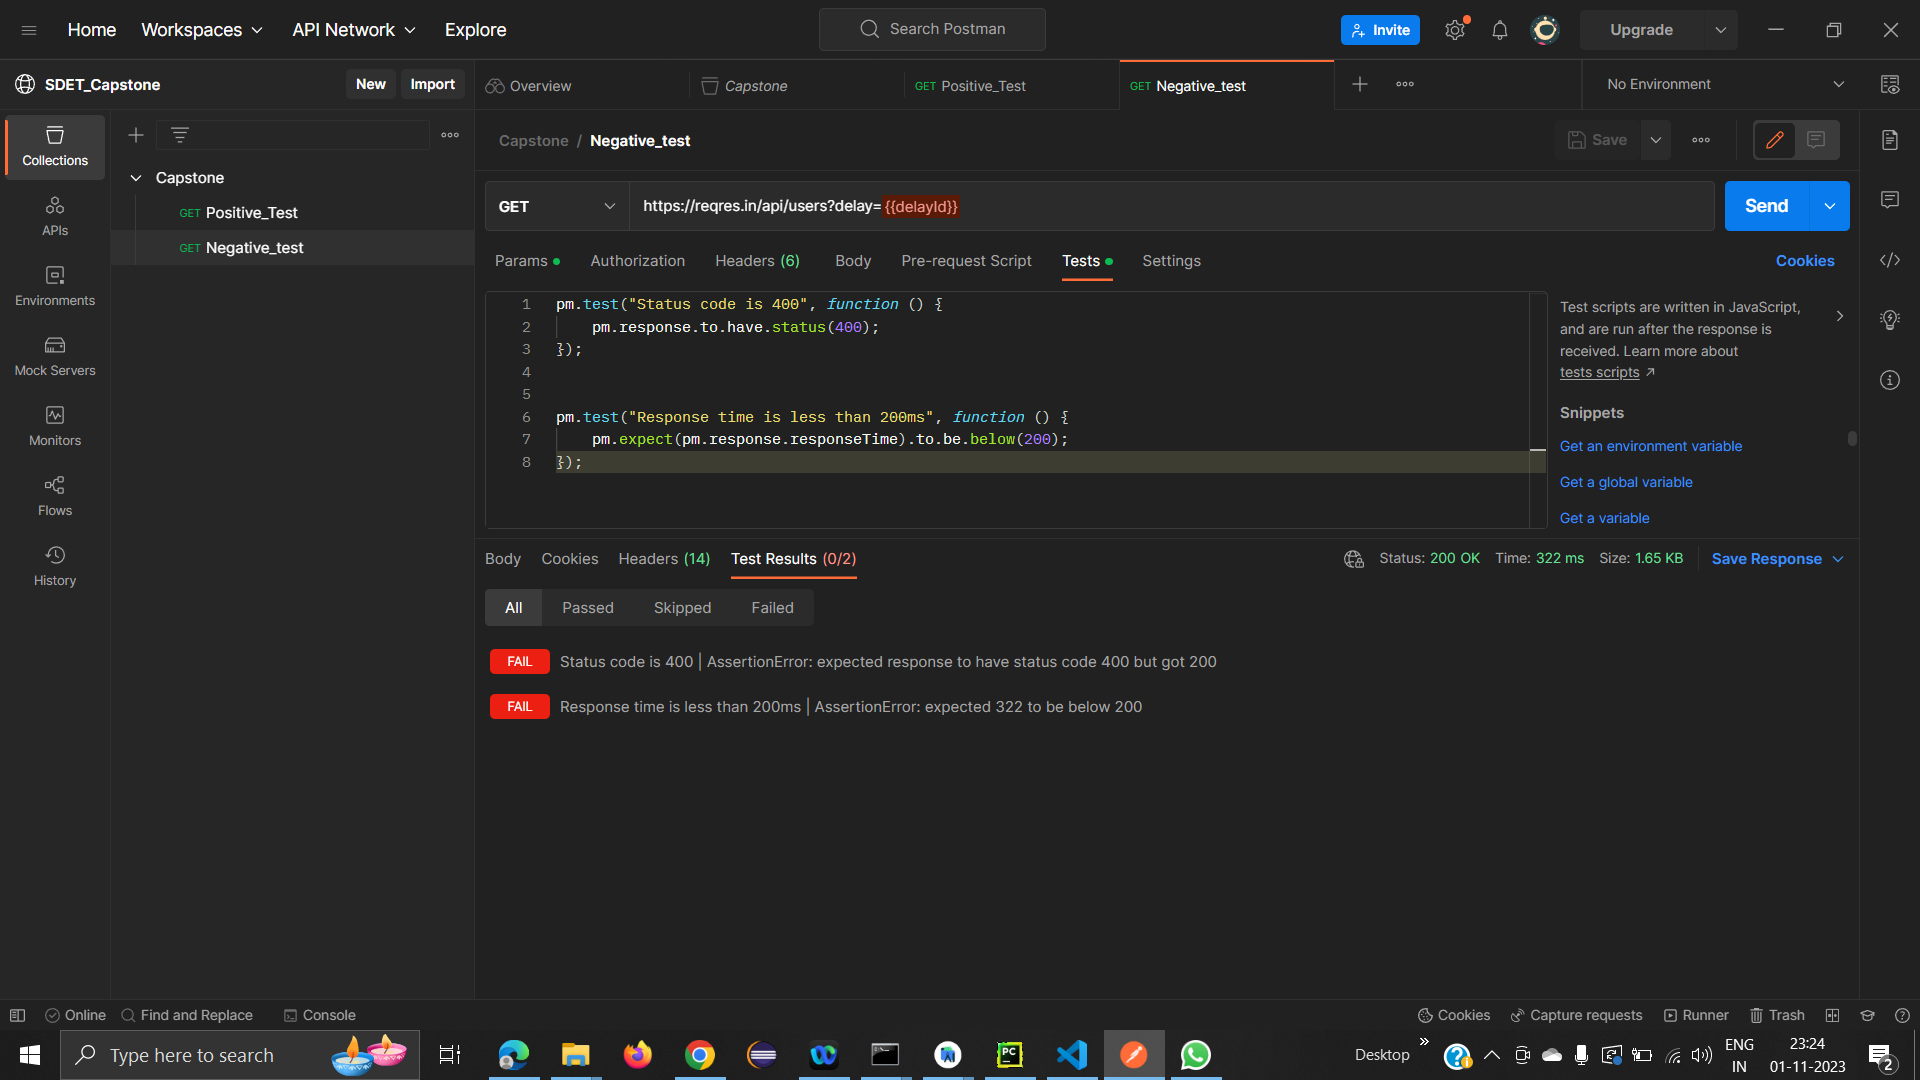 Home
Workspaces
API Network
Explore
Search Postman
Invite
Upgrade
SDET_Capstone
New
Import
Overview
Capstone
GET Positive_Test
GET Negative_test
No Environment
Collections
APIs
Environments
Mock Servers
Monitors
Flows
History
Capstone
GET Positive_Test
GET Negative_test
Capstone / Negative_test
Save
GET
https://reqres.in/api/users?delay={{delayId}}
Send
Params
Authorization
Headers (6)
Body
Pre-request Script
Tests
Settings
Cookies
1 pm.test("Status code is 400", function () {
2     pm.response.to.have.status(400);
3 });
4
5
6 pm.test("Response time is less than 200ms", function () {
7     pm.expect(pm.response.responseTime).to.be.below(200);
8 });
Test scripts are written in JavaScript,
and are run after the response is
received. Learn more about
tests scripts ↗
Snippets
Get an environment variable
Get a global variable
Get a variable
Body
Cookies
Headers (14)
Test Results (0/2)
Status: 200 OK
Time: 322 ms
Size: 1.65 KB
Save Response
All
Passed
Skipped
Failed
FAIL Status code is 400 | AssertionError: expected response to have status code 400 but got 200
FAIL Response time is less than 200ms | AssertionError: expected 322 to be below 200
Online
Find and Replace
Console
Cookies
Capture requests
Runner
Trash
Type here to search
PC
Desktop
ENG
IN
23:24
01-11-2023
2